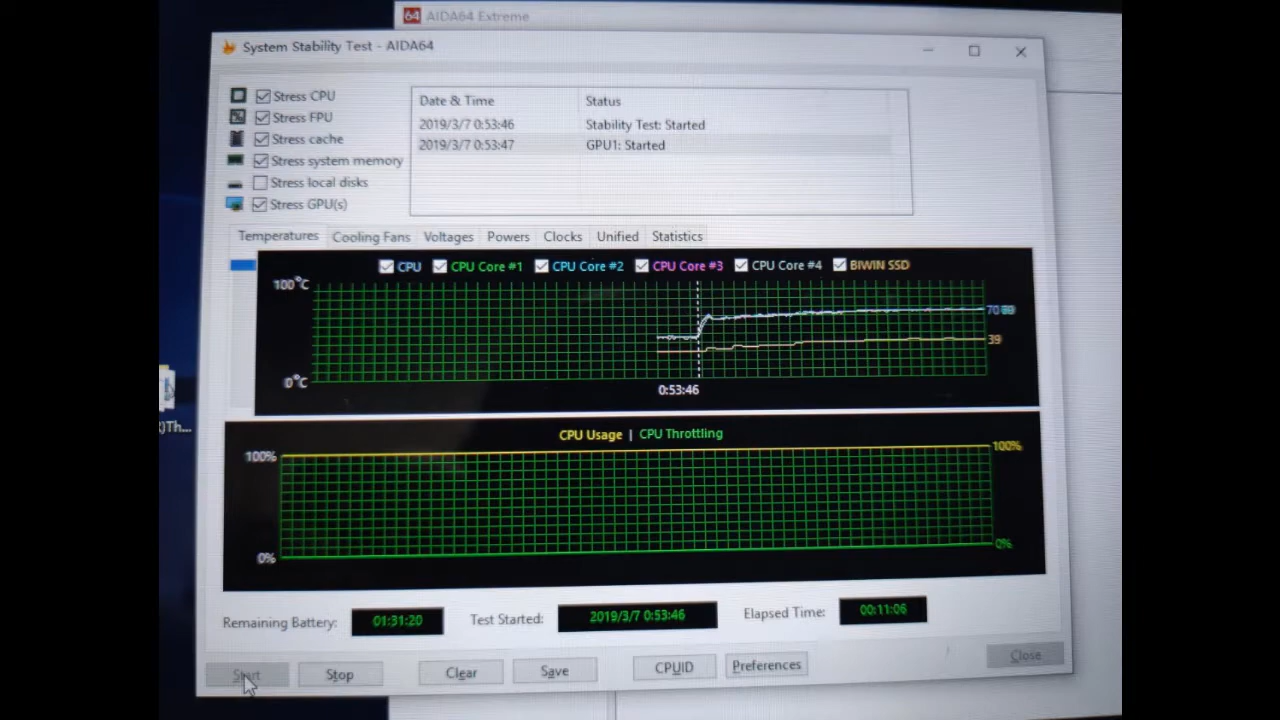 64 AIDA64 Extreme
System Stability Test - AIDA64
Stress CPU
Stress FPU
Stress cache
Stress system memory
Stress local disks
Stress GPU(s)
Date & Time Status
2019/3/7 0:53:46 Stability Test: Started
2019/3/7 0:53:47 GPU1: Started
Temperatures Cooling Fans Voltages Powers Clocks Unified Statistics
CPU CPU Core #1 CPU Core #2 CPU Core #3 CPU Core #4 BIWIN SSD
100°C
70
39
0°C
0:53:46
)Th...
CPU Usage | CPU Throttling
100% 100%
0% 0%
Remaining Battery: 01:31:20 Test Started: 2019/3/7 0:53:46 Elapsed Time: 00:11:06
Start Stop Clear Save CPUID Preferences Close